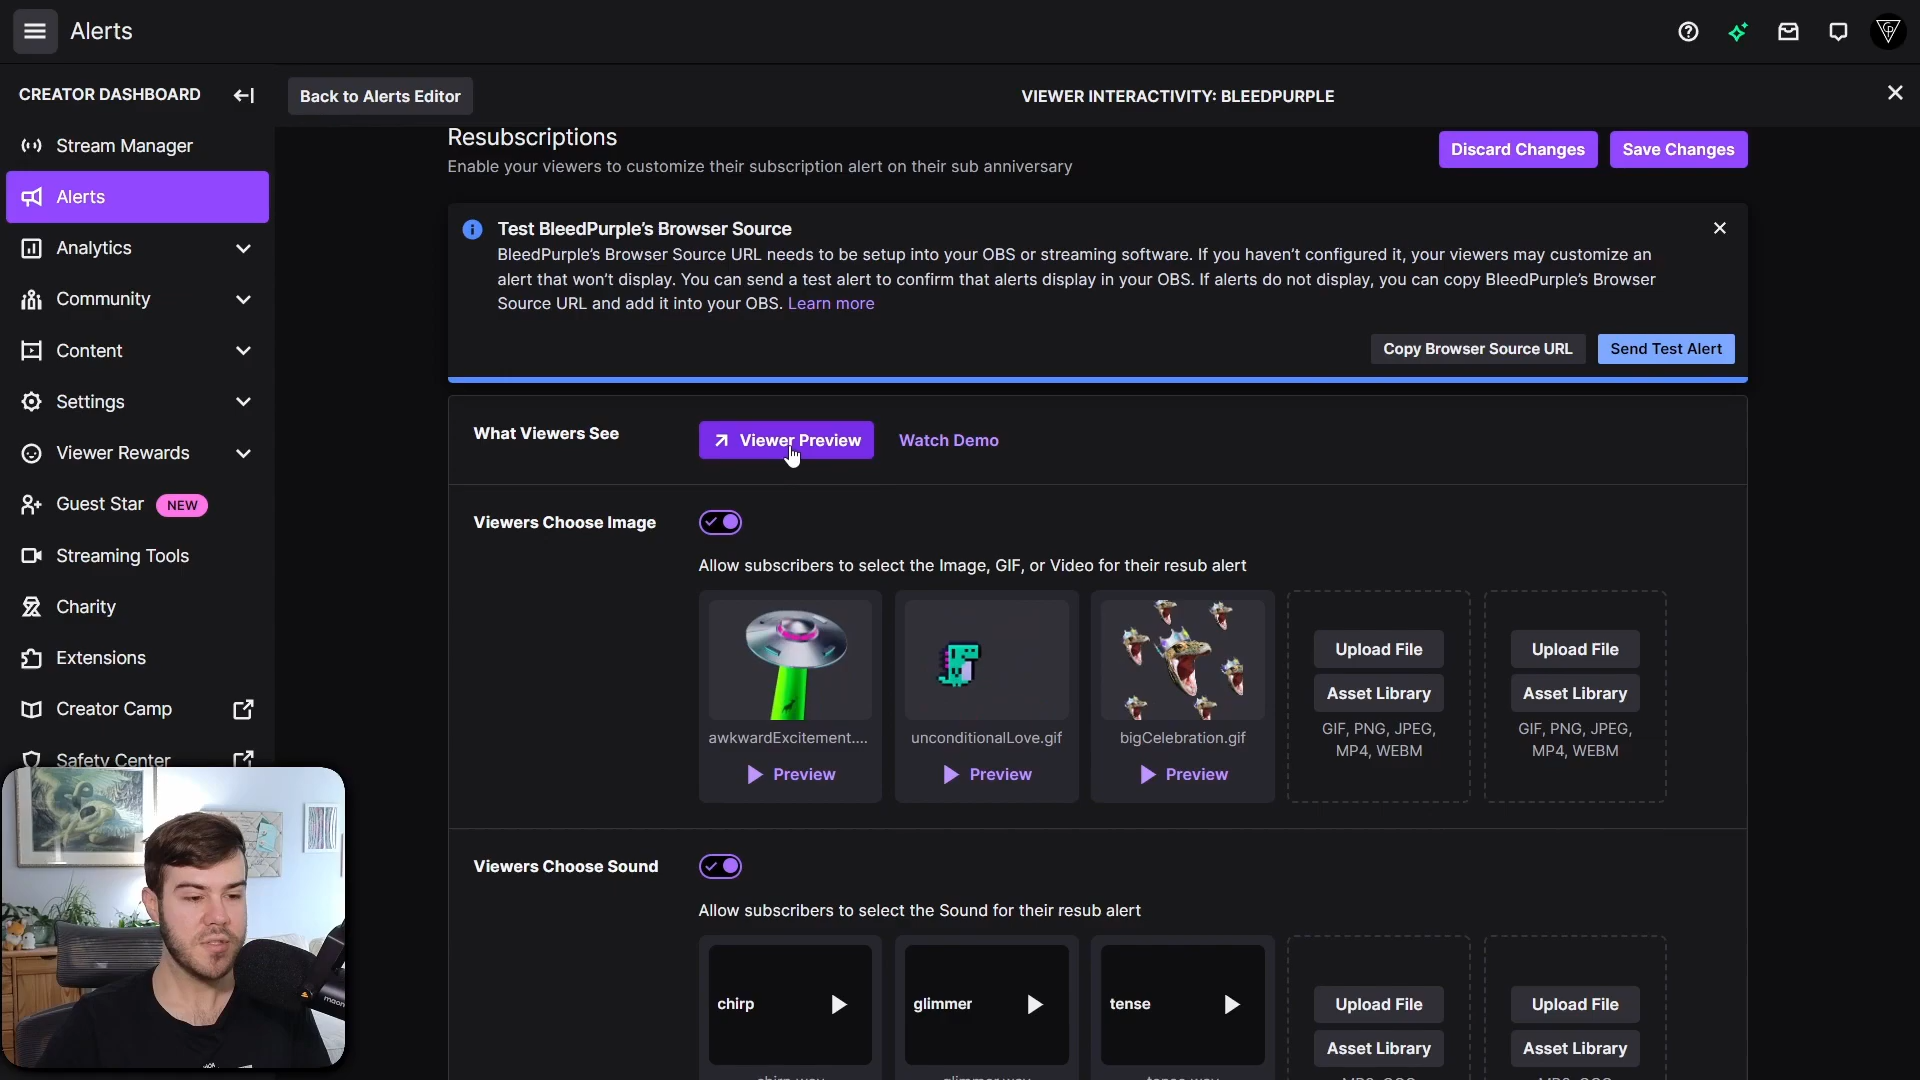 Alerts
CREATOR DASHBOARD
Back to Alerts Editor
VIEWER INTERACTIVITY: BLEEDPURPLE
Stream Manager
Alerts
Analytics
Community
Content
Settings
Viewer Rewards
Guest Star NEW
Streaming Tools
Charity
Extensions
Creator Camp
Safety Center
Resubscriptions
Enable your viewers to customize their subscription alert on their sub anniversary
Discard Changes
Save Changes
Test BleedPurple’s Browser Source
BleedPurple’s Browser Source URL needs to be setup into your OBS or streaming software. If you haven’t configured it, your viewers may customize an
alert that won’t display. You can send a test alert to confirm that alerts display in your OBS. If alerts do not display, you can copy BleedPurple’s Browser
Source URL and add it into your OBS. Learn more
Copy Browser Source URL
Send Test Alert
What Viewers See
Viewer Preview
Watch Demo
Viewers Choose Image
Allow subscribers to select the Image, GIF, or Video for their resub alert
awkwardExcitement....
Preview
unconditionalLove.gif
Preview
bigCelebration.gif
Preview
Upload File
Asset Library
GIF, PNG, JPEG,
MP4, WEBM
Upload File
Asset Library
GIF, PNG, JPEG,
MP4, WEBM
Viewers Choose Sound
Allow subscribers to select the Sound for their resub alert
chirp
glimmer
tense
Upload File
Asset Library
Upload File
Asset Library